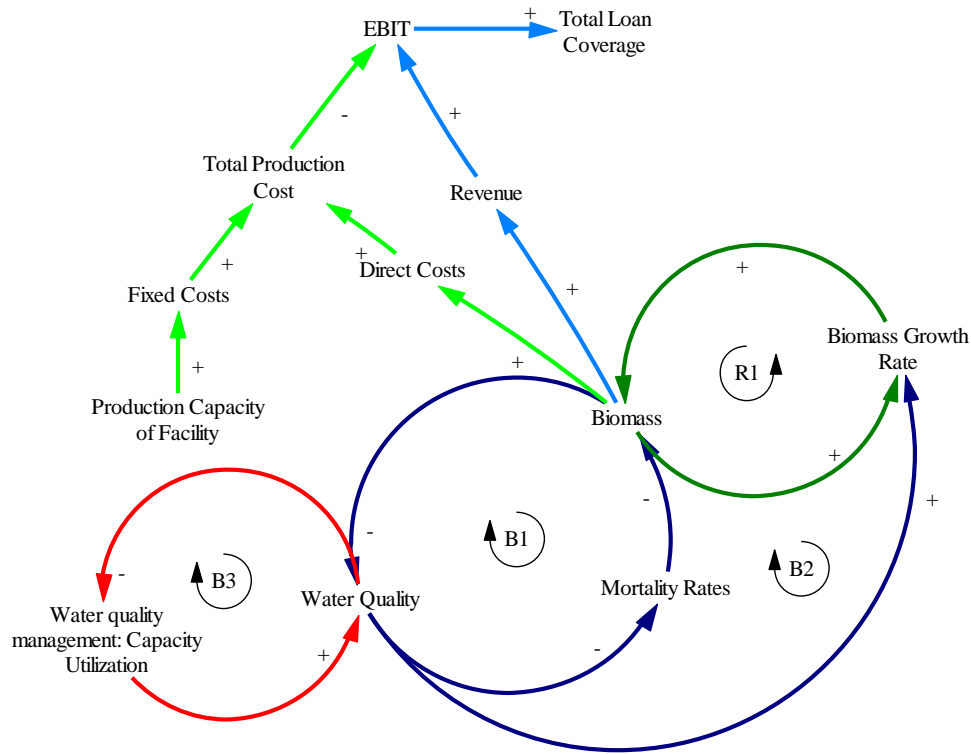 EBIT
+
Total Loan
Coverage
-
+
Total Production
Cost
Revenue
+
+
Direct Costs
Fixed Costs
+
+
+
Biomass Growth
Rate
R1
+
+
Production Capacity
of Facility
Biomass
+
-
+
-
B1
B2
B3
-
Water Quality
Mortality Rates
Water quality
management: Capacity
Utilization
+
-